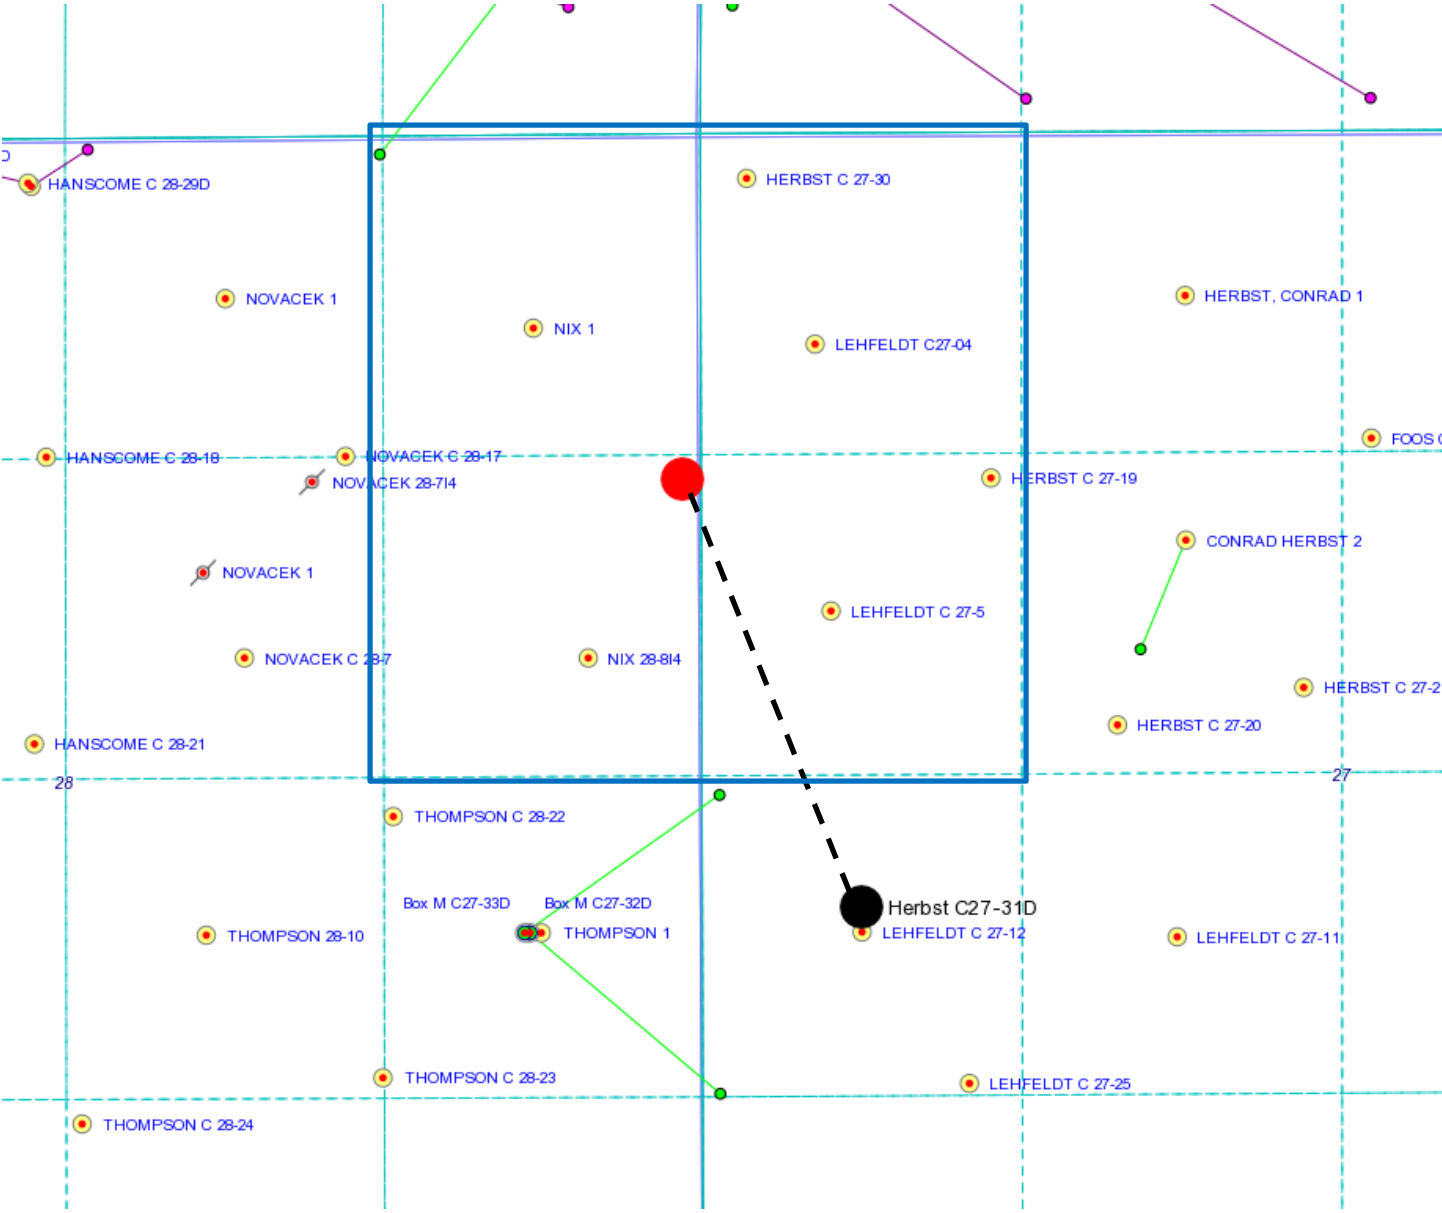 D
HANSCOME C 28-29D
HERBST C 27-30
NOVACEK 1
HERBST, CONRAD 1
NIX 1
LEHFELDT C27-04
FOOS
HANSCOME C 28-18
NOVACEK C 28-17
NOVACEK 28-7I4
HERBST C 27-19
CONRAD HERBST 2
NOVACEK 1
LEHFELDT C 27-5
NOVACEK C 28-7
NIX 28-8I4
HERBST C 27-2
HERBST C 27-20
HANSCOME C 28-21
28
27
THOMPSON C 28-22
Box M C27-33D
Box M C27-32D
Herbst C27-31D
THOMPSON 28-10
THOMPSON 1
LEHFELDT C 27-12
LEHFELDT C 27-11
THOMPSON C 28-23
LEHFELDT C 27-25
THOMPSON C 28-24